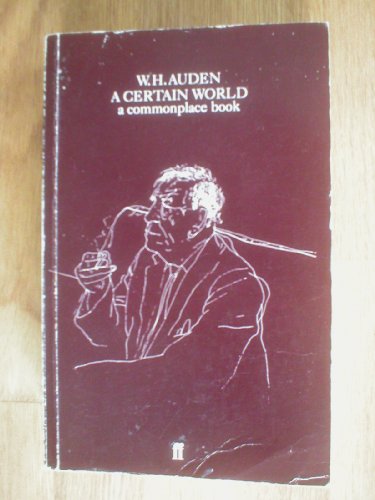 W.H.AUDEN
A CERTAIN WORLD
a commonplace book
ff